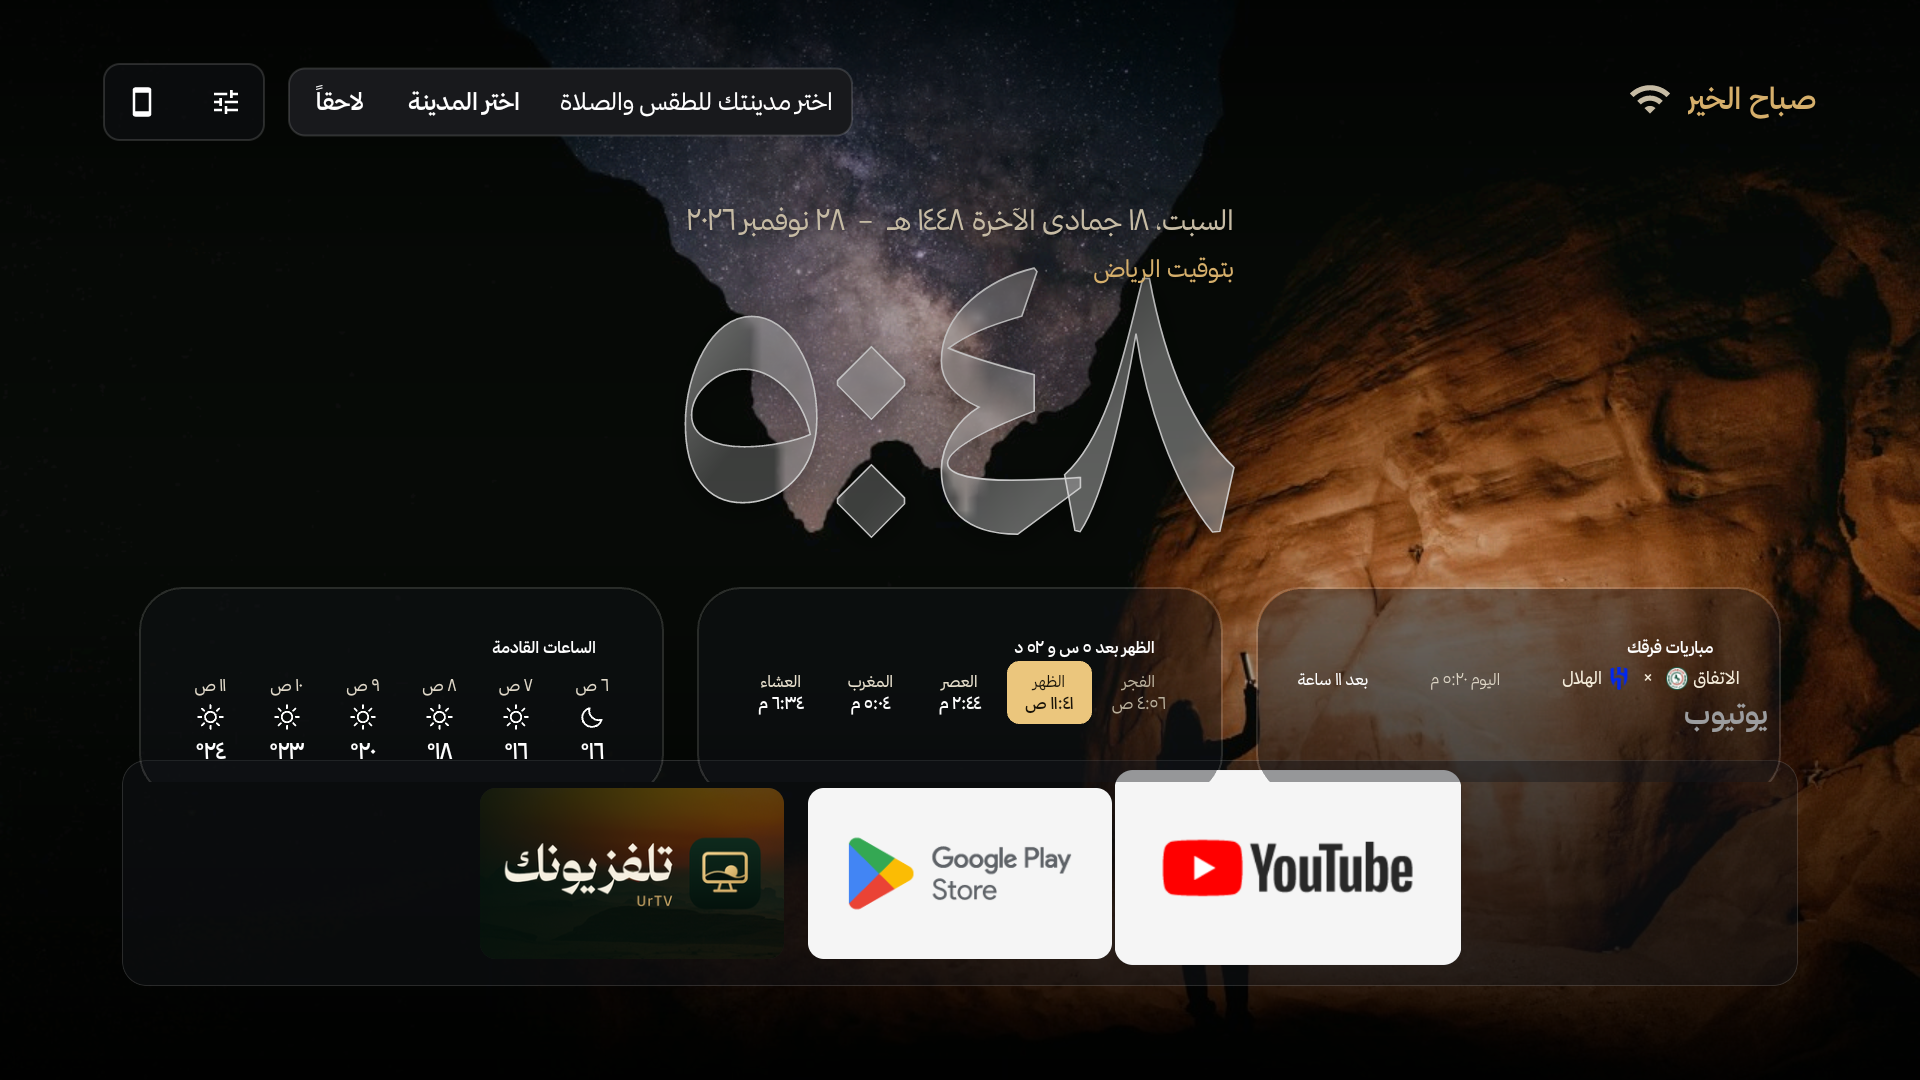 صباح الخير
اختر مدينتك للطقس والصلاة
اختر المدينة
لاحقاً
السبت، ١٨ جمادى الآخرة ١٤٤٨ هـ – ٢٨ نوفمبر ٢٠٢٦
بتوقيت الرياض
٥:٤٨
مباريات فرقك
الاتفاق × الهلال اليوم ٥:٢٠ م بعد ١١ ساعة
يوتيوب
الظهر بعد ٥ س و ٥٢ د
الفجر الظهر العصر المغرب العشاء
٤:٥٦ ص ١١:٤١ ص ٢:٤٤ م ٥:٠٤ م ٦:٣٤ م
الساعات القادمة
٦ ص ٧ ص ٨ ص ٩ ص ١٠ ص ١١ ص
١٦° ١٦° ١٨° ٢٠° ٢٣° ٢٤°
YouTube
Google Play
Store
تلفزيونك
UrTV